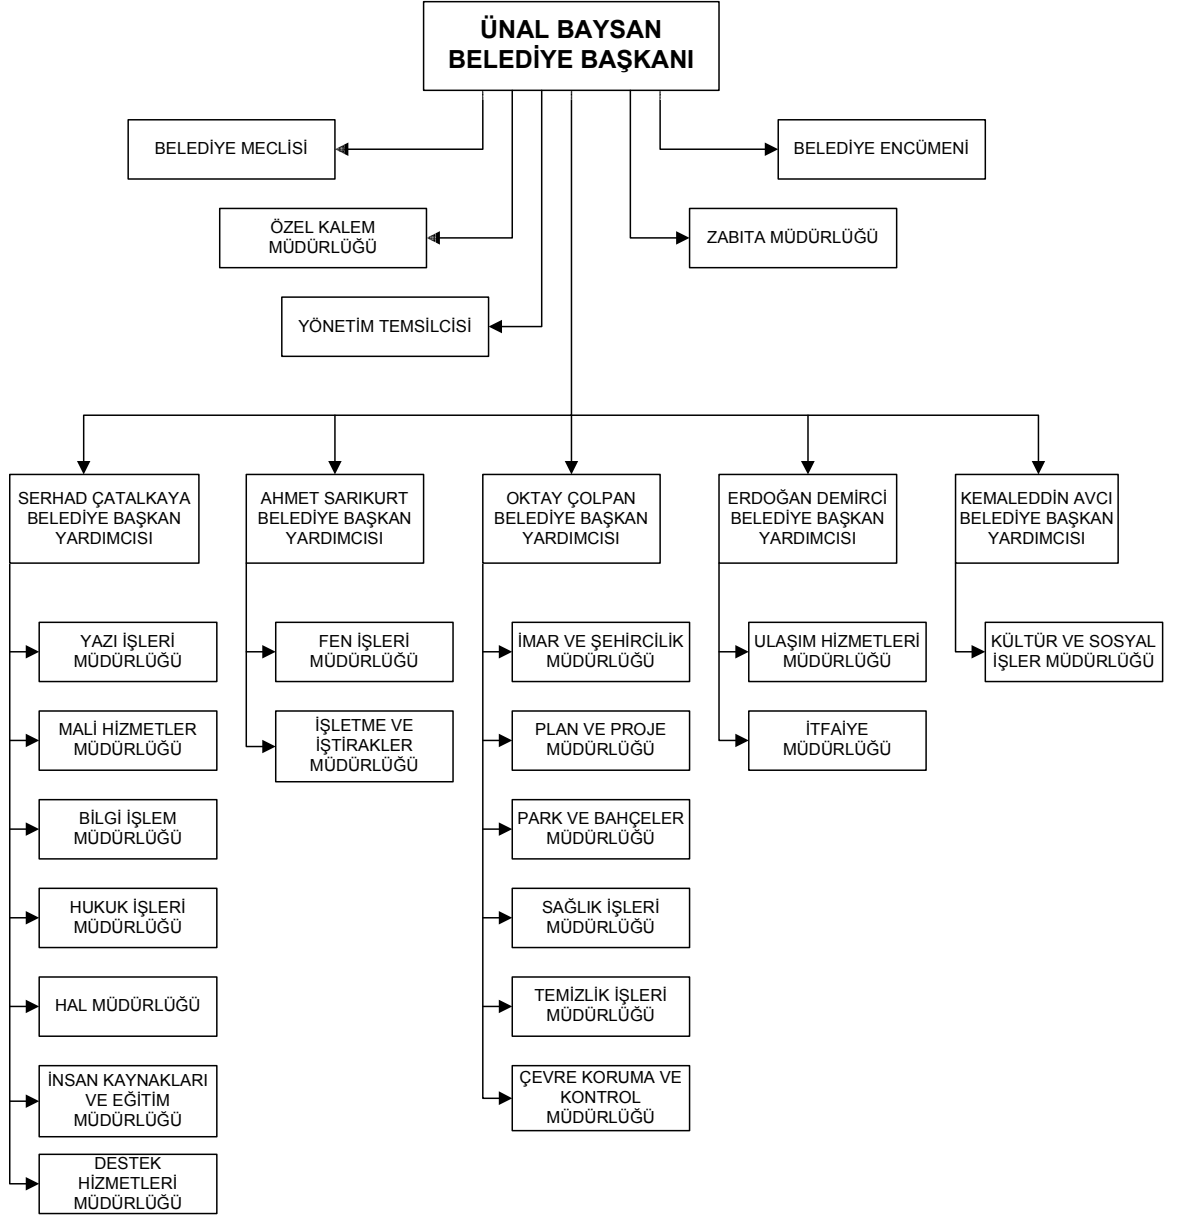 ÜNAL BAYSAN
BELEDİYE BAŞKANI
BELEDİYE MECLİSİ
BELEDİYE ENCÜMENİ
ÖZEL KALEM
MÜDÜRLÜĞÜ
ZABITA MÜDÜRLÜĞÜ
YÖNETİM TEMSİLCİSİ
SERHAD ÇATALKAYA
BELEDİYE BAŞKAN
YARDIMCISI
AHMET SARIKURT
BELEDİYE BAŞKAN
YARDIMCISI
OKTAY ÇOLPAN
BELEDİYE BAŞKAN
YARDIMCISI
ERDOĞAN DEMİRCİ
BELEDİYE BAŞKAN
YARDIMCISI
KEMALEDDİN AVCI
BELEDİYE BAŞKAN
YARDIMCISI
YAZI İŞLERİ
MÜDÜRLÜĞÜ
MALİ HİZMETLER
MÜDÜRLÜĞÜ
BİLGİ İŞLEM
MÜDÜRLÜĞÜ
HUKUK İŞLERİ
MÜDÜRLÜĞÜ
HAL MÜDÜRLÜĞÜ
İNSAN KAYNAKLARI
VE EĞİTİM
MÜDÜRLÜĞÜ
DESTEK
HİZMETLERİ
MÜDÜRLÜĞÜ
FEN İŞLERİ
MÜDÜRLÜĞÜ
İŞLETME VE
İŞTİRAKLER
MÜDÜRLÜĞÜ
İMAR VE ŞEHİRCİLİK
MÜDÜRLÜĞÜ
PLAN VE PROJE
MÜDÜRLÜĞÜ
PARK VE BAHÇELER
MÜDÜRLÜĞÜ
SAĞLIK İŞLERİ
MÜDÜRLÜĞÜ
TEMİZLİK İŞLERİ
MÜDÜRLÜĞÜ
ÇEVRE KORUMA VE
KONTROL
MÜDÜRLÜĞÜ
ULAŞIM HİZMETLERİ
MÜDÜRLÜĞÜ
İTFAİYE
MÜDÜRLÜĞÜ
KÜLTÜR VE SOSYAL
İŞLER MÜDÜRLÜĞÜ